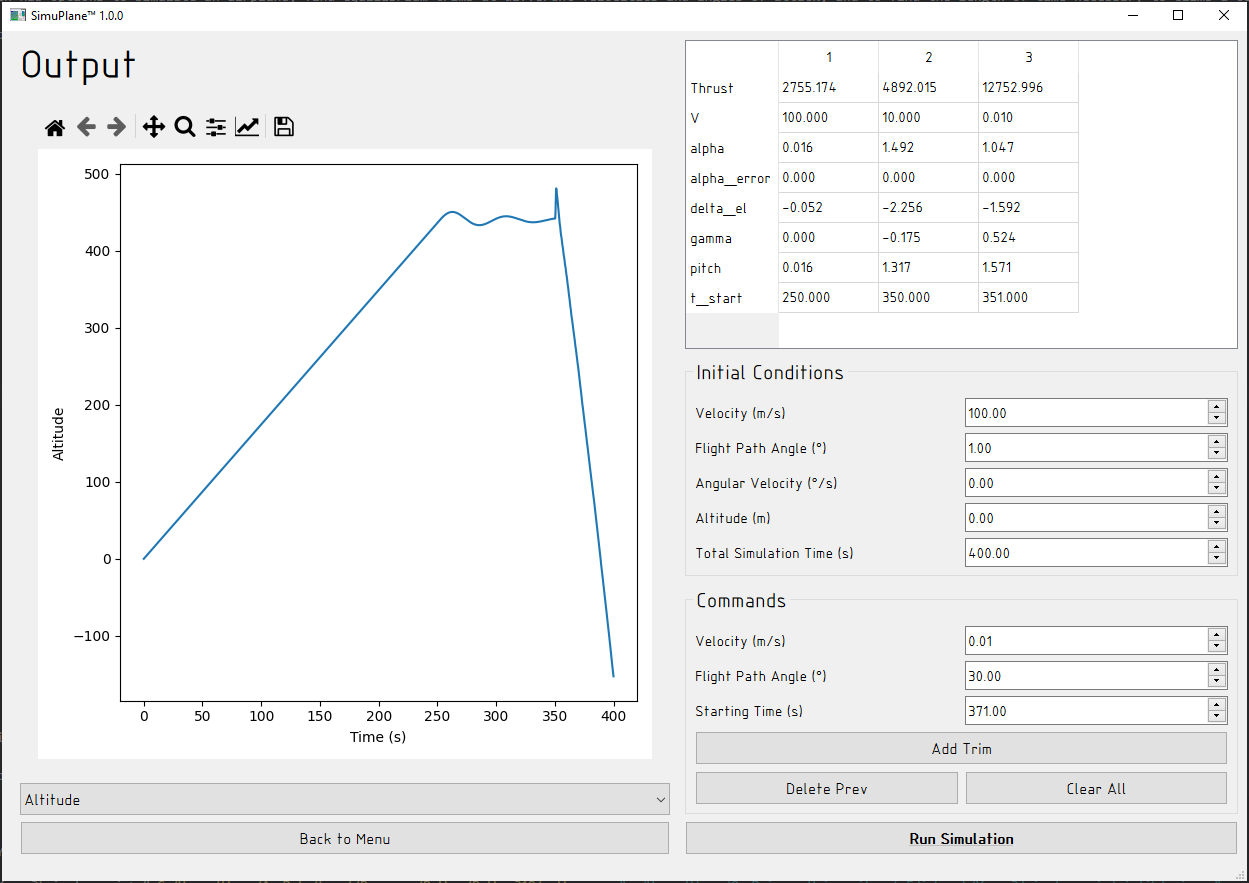 SimuPlane™ 1.0.0
Output
500
400
300
200
100
0
−100
Altitude
0 50 100 150 200 250 300 350 400
Time (s)
Altitude
Back to Menu
1 2 3
Thrust 2755.174 4892.015 12752.996
V 100.000 10.000 0.010
alpha 0.016 1.492 1.047
alpha__error 0.000 0.000 0.000
delta__el -0.052 -2.256 -1.592
gamma 0.000 -0.175 0.524
pitch 0.016 1.317 1.571
t__start 250.000 350.000 351.000
Initial Conditions
Velocity (m/s) 100.00
Flight Path Angle (°) 1.00
Angular Velocity (°/s) 0.00
Altitude (m) 0.00
Total Simulation Time (s) 400.00
Commands
Velocity (m/s) 0.01
Flight Path Angle (°) 30.00
Starting Time (s) 371.00
Add Trim
Delete Prev Clear All
Run Simulation